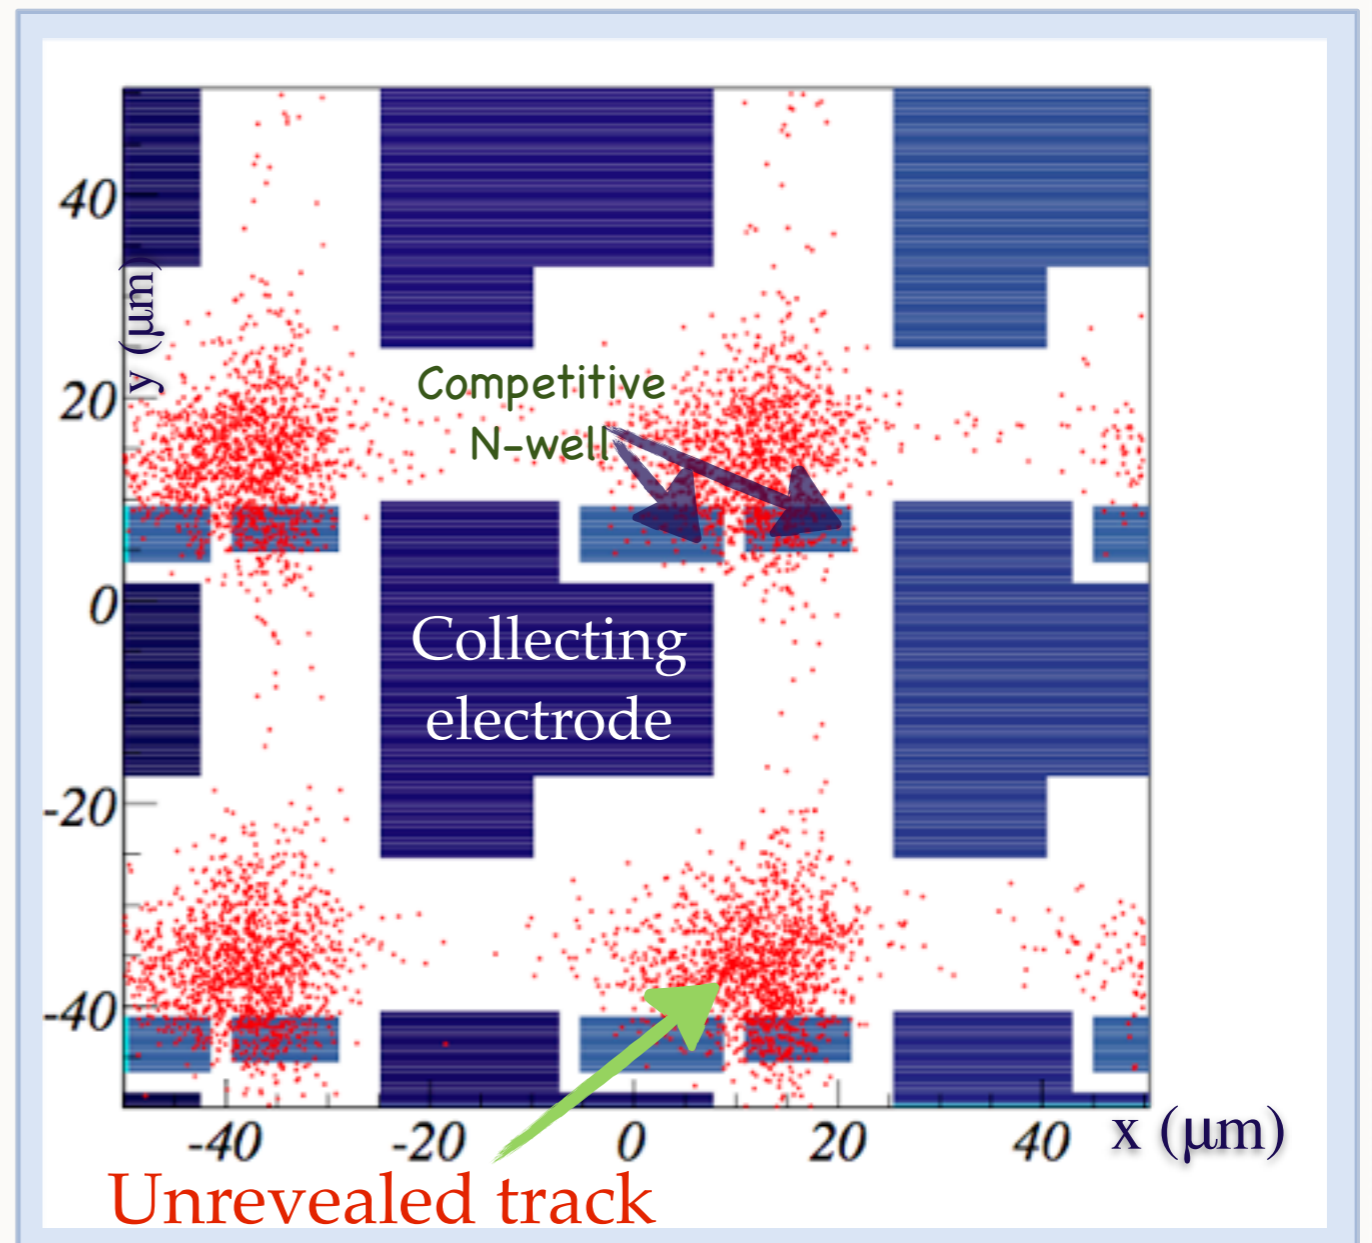 40
y (μm)
20
Competitive
N-well
0
Collecting
electrode
-20
-40
-40 -20 0 20 40 x (μm)
Unrevealed track